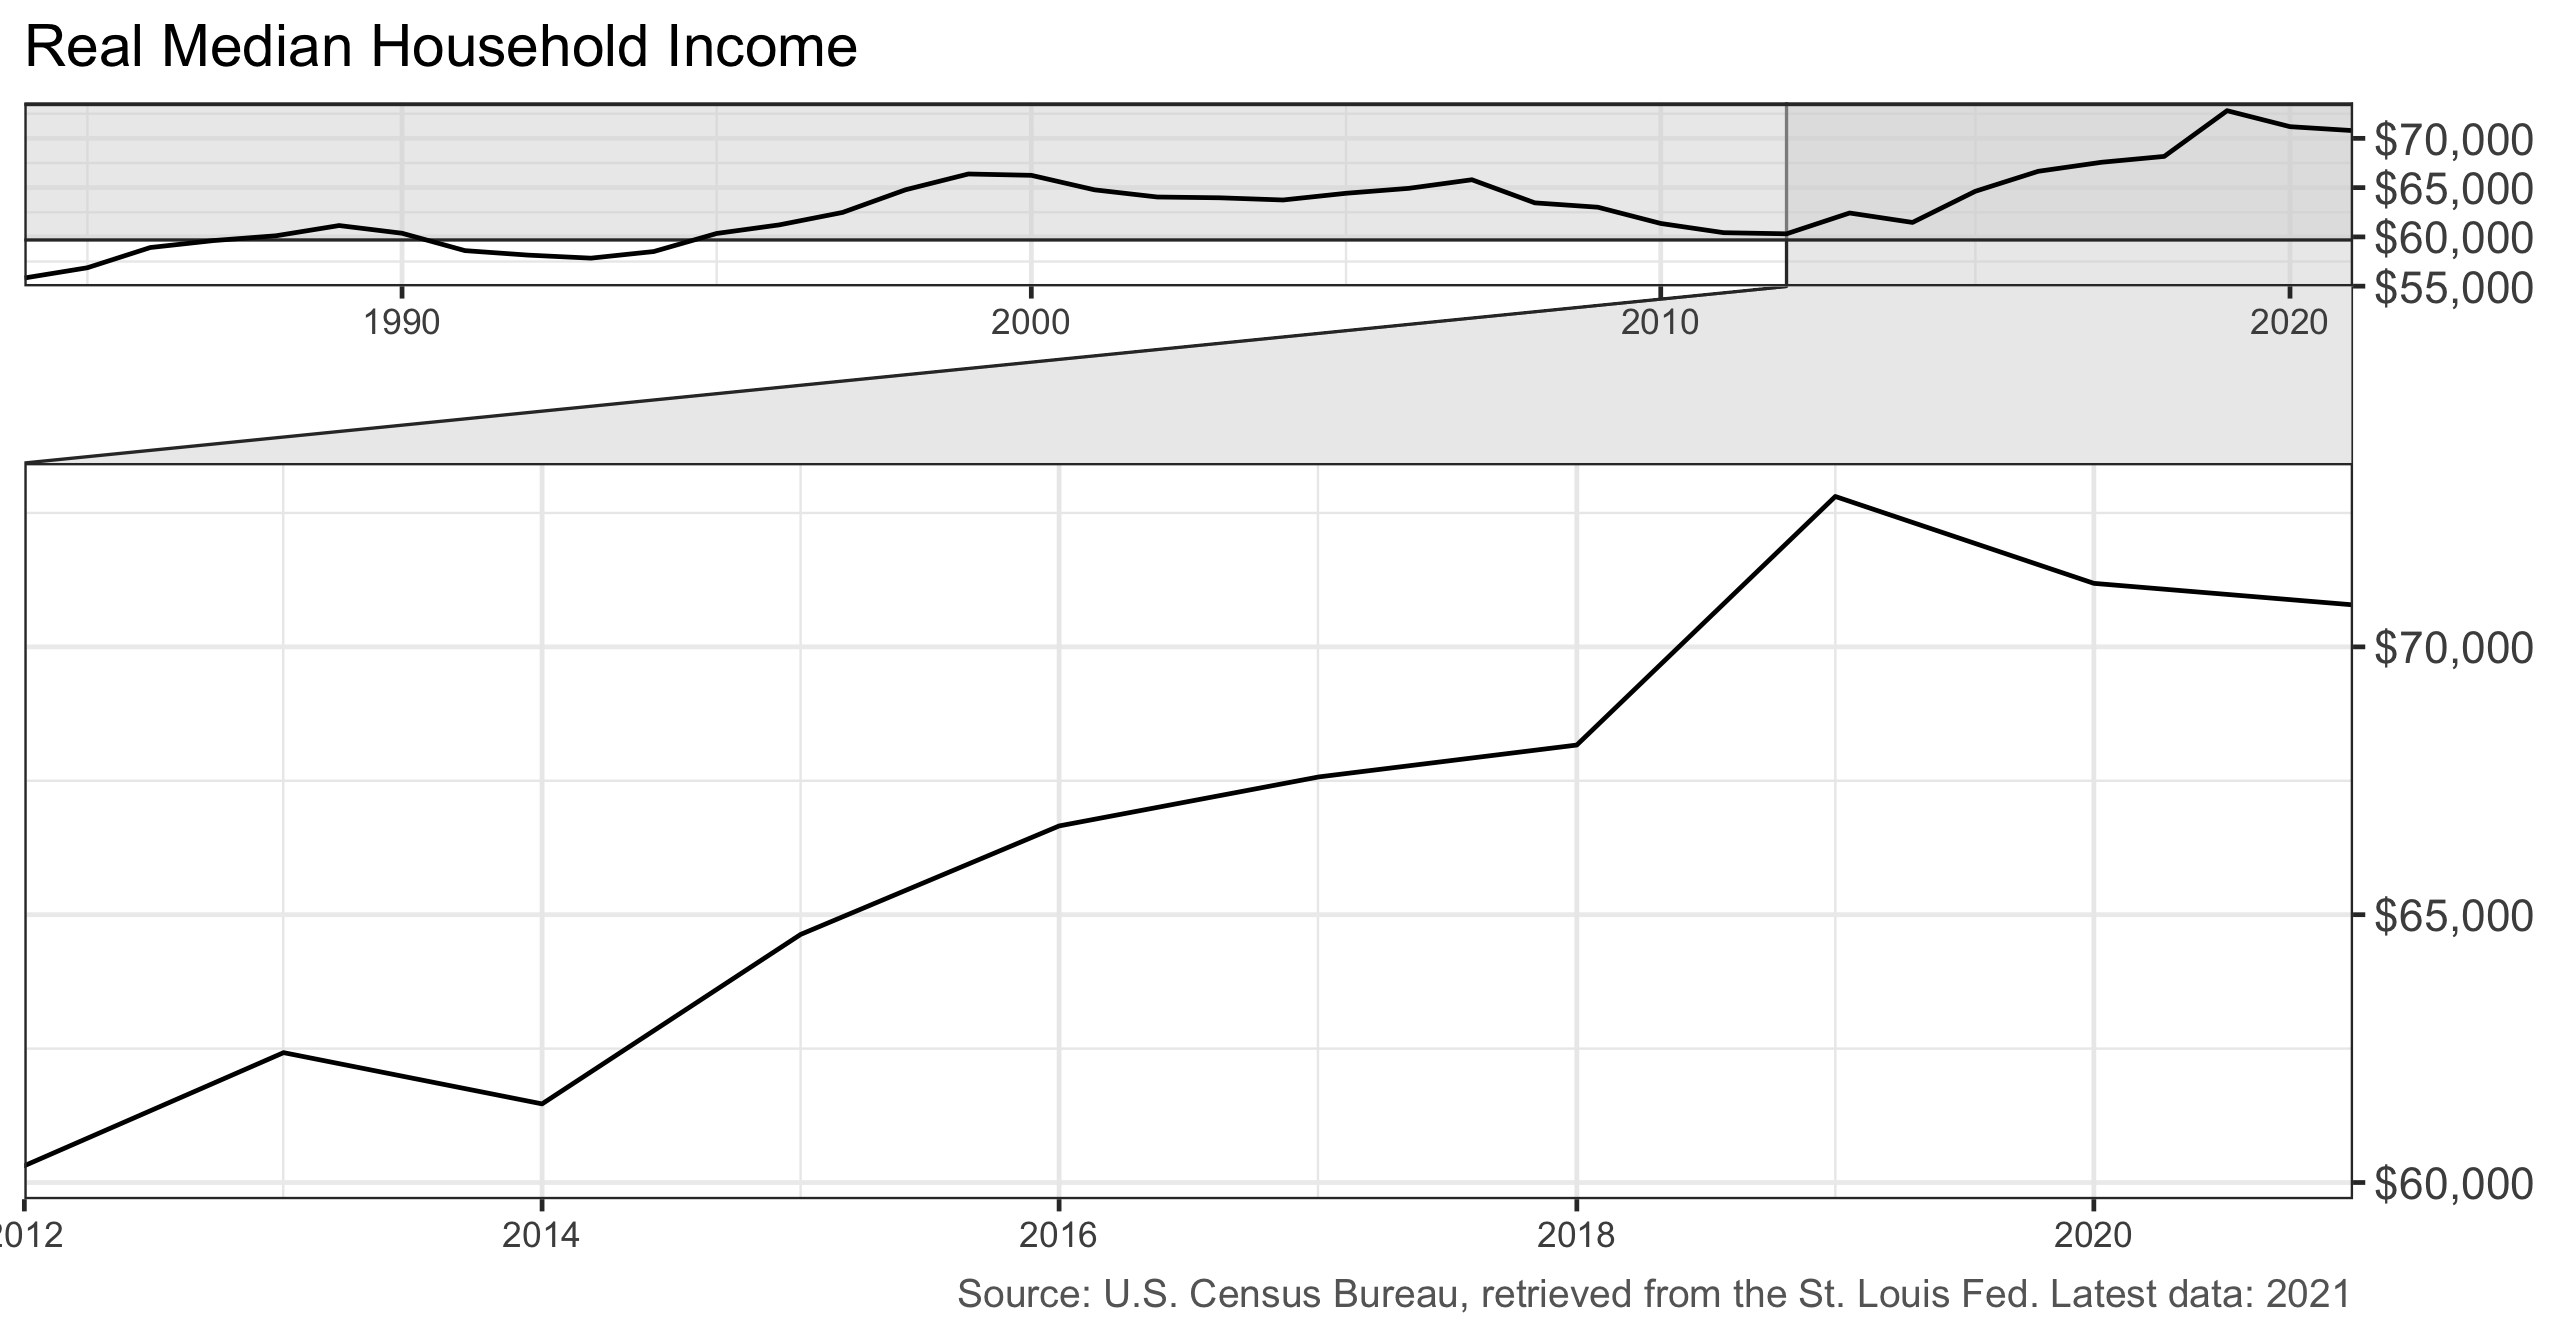 Real Median Household Income
$70,000
$65,000
$60,000
$55,000
1990 2000 2010 2020
$70,000
$65,000
$60,000
2012 2014 2016 2018 2020
Source: U.S. Census Bureau, retrieved from the St. Louis Fed. Latest data: 2021